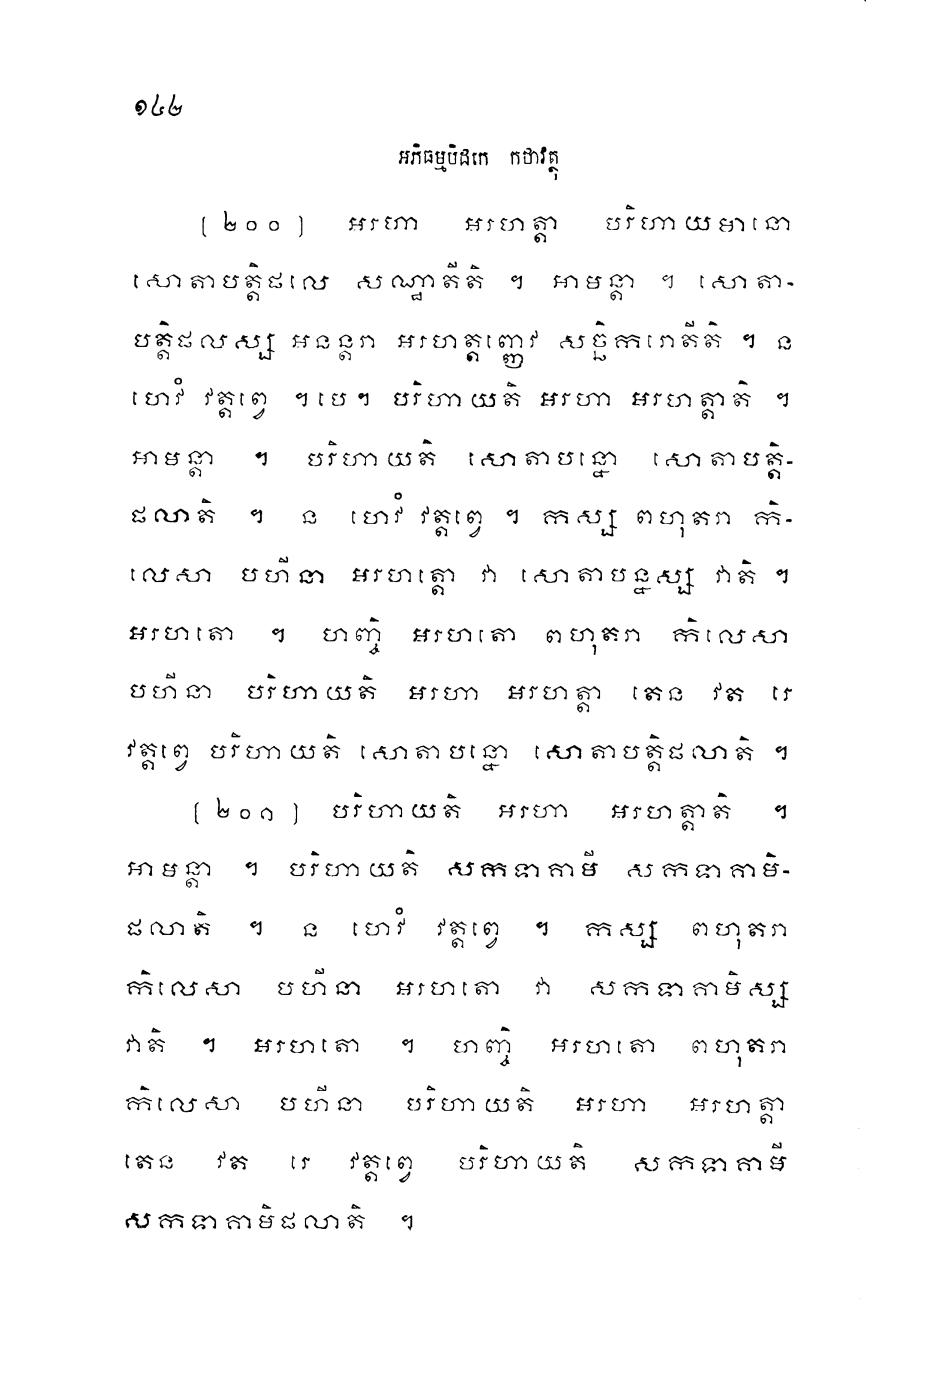 ១៤២
អភិធម្មបិដកេ កថាវត្ថុ
(២០០) អរហា អរហត្តា បរិហាយមានោ
សោតាបត្តិផលេ សណ្ឋាតីតិ ។ អាមន្តា ។ សោតា-
បត្តិផលស្ស អនន្តរា អរហត្តញ្ញេវ សច្ឆិករោតីតិ ។ ន
ហេវំ វត្តព្វេ ។បេ។ បរិហាយតិ អរហា អរហត្តាតិ ។
អាមន្តា ។ បរិហាយតិ សោតាបន្នោ សោតាបត្តិ-
ផលាតិ ។ ន ហេវំ វត្តព្វេ ។ កស្ស ពហុតរា កិ-
លេសា បហីនា អរហតោ វា សោតាបន្នស្ស វាតិ ។
អរហតោ ។ ហញ្ចិ អរហតោ ពហុតរា កិលេសា
បហីនា បរិហាយតិ អរហា អរហត្តា តេន វត រេ
វត្តព្វេ បរិហាយតិ សោតាបន្នោ សោតាបត្តិផលាតិ ។
(២០១) បរិហាយតិ អរហា អរហត្តាតិ ។
អាមន្តា ។ បរិហាយតិ សកទាគាមី សកទាគាមិ-
ផលាតិ ។ ន ហេវំ វត្តព្វេ ។ កស្ស ពហុតរា
កិលេសា បហីនា អរហតោ វា សកទាគាមិស្ស
វាតិ ។ អរហតោ ។ ហញ្ចិ អរហតោ ពហុតរា
កិលេសា បហីនា បរិហាយតិ អរហា អរហត្តា
តេន វត រេ វត្តព្វេ បរិហាយតិ សកទាគាមី
សកទាគាមិផលាតិ ។